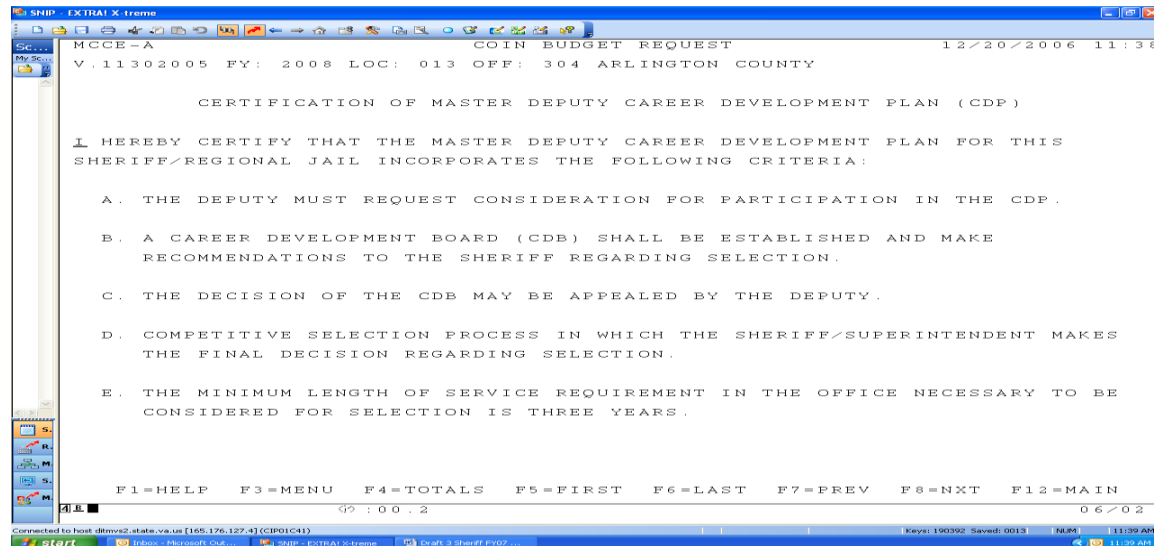 SNIP - EXTRA! X-treme
Sc...
My Sc...
MCCE-A COIN BUDGET REQUEST 12/20/2006 11:38
V.11302005 FY: 2008 LOC: 013 OFF: 304 ARLINGTON COUNTY
CERTIFICATION OF MASTER DEPUTY CAREER DEVELOPMENT PLAN (CDP)
I HEREBY CERTIFY THAT THE MASTER DEPUTY CAREER DEVELOPMENT PLAN FOR THIS
SHERIFF/REGIONAL JAIL INCORPORATES THE FOLLOWING CRITERIA:
A. THE DEPUTY MUST REQUEST CONSIDERATION FOR PARTICIPATION IN THE CDP.
B. A CAREER DEVELOPMENT BOARD (CDB) SHALL BE ESTABLISHED AND MAKE
RECOMMENDATIONS TO THE SHERIFF REGARDING SELECTION.
C. THE DECISION OF THE CDB MAY BE APPEALED BY THE DEPUTY.
D. COMPETITIVE SELECTION PROCESS IN WHICH THE SHERIFF/SUPERINTENDENT MAKES
THE FINAL DECISION REGARDING SELECTION.
E. THE MINIMUM LENGTH OF SERVICE REQUIREMENT IN THE OFFICE NECESSARY TO BE
CONSIDERED FOR SELECTION IS THREE YEARS.
S.
R.
M.
S.
M.
F1=HELP F3=MENU F4=TOTALS F5=FIRST F6=LAST F7=PREV F8=NXT F12=MAIN
:00.2 06/02
Connected to host ditmvs2.state.va.us [165.176.127.4] (CIP01C41) Keys: 190392 Saved: 0013 NUM 11:39 AM
start Inbox - Microsoft Out... SNIP - EXTRA! X-treme Draft 3 Sheriff FY07 ... 11:39 AM